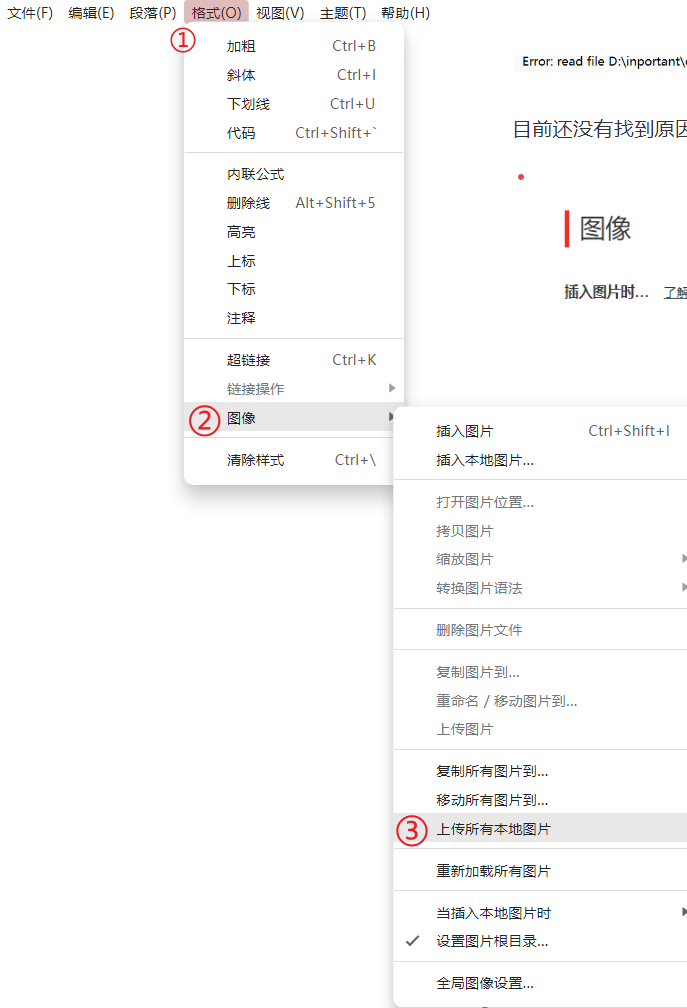 文件(F) 编辑(E) 段落(P) 格式(O) 视图(V) 主题(T) 帮助(H)
①
加粗 Ctrl+B
斜体 Ctrl+I
下划线 Ctrl+U
代码 Ctrl+Shift+`
内联公式
删除线 Alt+Shift+5
高亮
上标
下标
注释
超链接 Ctrl+K
链接操作
② 图像
清除样式 Ctrl+\
Error: read file D:\inportant\
目前还没有找到原因
图像
插入图片时... 了解
插入图片 Ctrl+Shift+I
插入本地图片...
打开图片位置...
拷贝图片
缩放图片
转换图片语法
删除图片文件
复制图片到...
重命名 / 移动图片到...
上传图片
复制所有图片到...
移动所有图片到...
③ 上传所有本地图片
重新加载所有图片
当插入本地图片时
设置图片根目录...
全局图像设置...